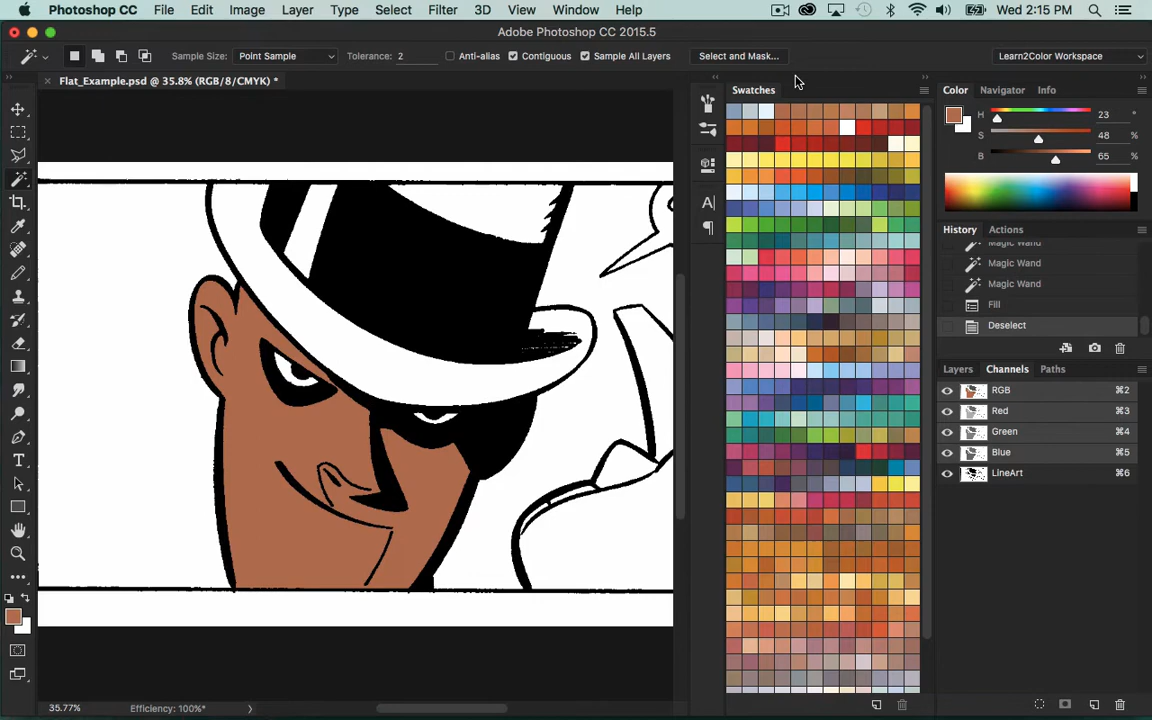 Photoshop CC File Edit Image Layer Type Select Filter 3D View Window Help Wed 2:15 PM
Adobe Photoshop CC 2015.5
Sample Size: Point Sample Tolerance: 2 Anti-alias Contiguous Sample All Layers Select and Mask... Learn2Color Workspace
Flat_Example.psd @ 35.8% (RGB/8/CMYK) *
Swatches
Color Navigator Info
H 23 °
S 48 %
B 65 %
History Actions
Magic Wand
Magic Wand
Magic Wand
Fill
Deselect
Layers Channels Paths
RGB ⌘2
Red ⌘3
Green ⌘4
Blue ⌘5
LineArt ⌘6
35.77% Efficiency: 100%*